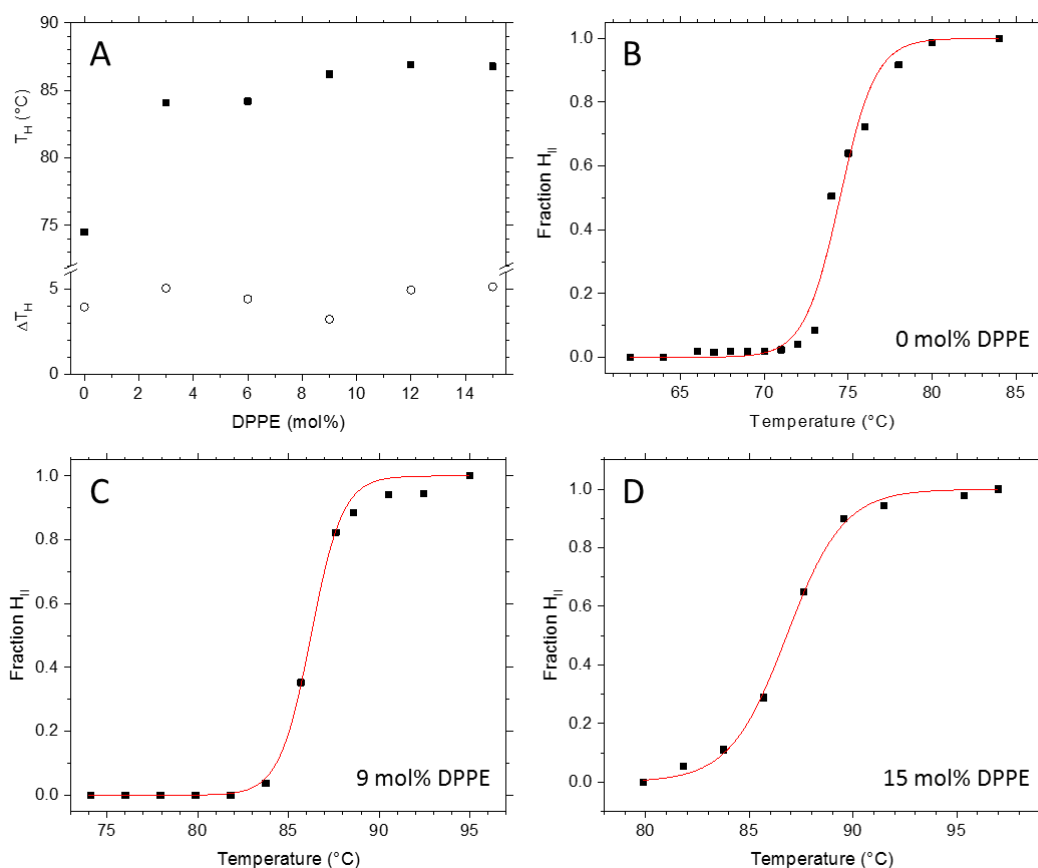 A
T_H (°C)
90
85
80
75
ΔT_H
5
0
0 2 4 6 8 10 12 14
DPPE (mol%)
B
Fraction H_II
1.0
0.8
0.6
0.4
0.2
0.0
0 mol% DPPE
65 70 75 80 85
Temperature (°C)
C
Fraction H_II
1.0
0.8
0.6
0.4
0.2
0.0
9 mol% DPPE
75 80 85 90 95
Temperature (°C)
D
Fraction H_II
1.0
0.8
0.6
0.4
0.2
0.0
15 mol% DPPE
80 85 90 95
Temperature (°C)